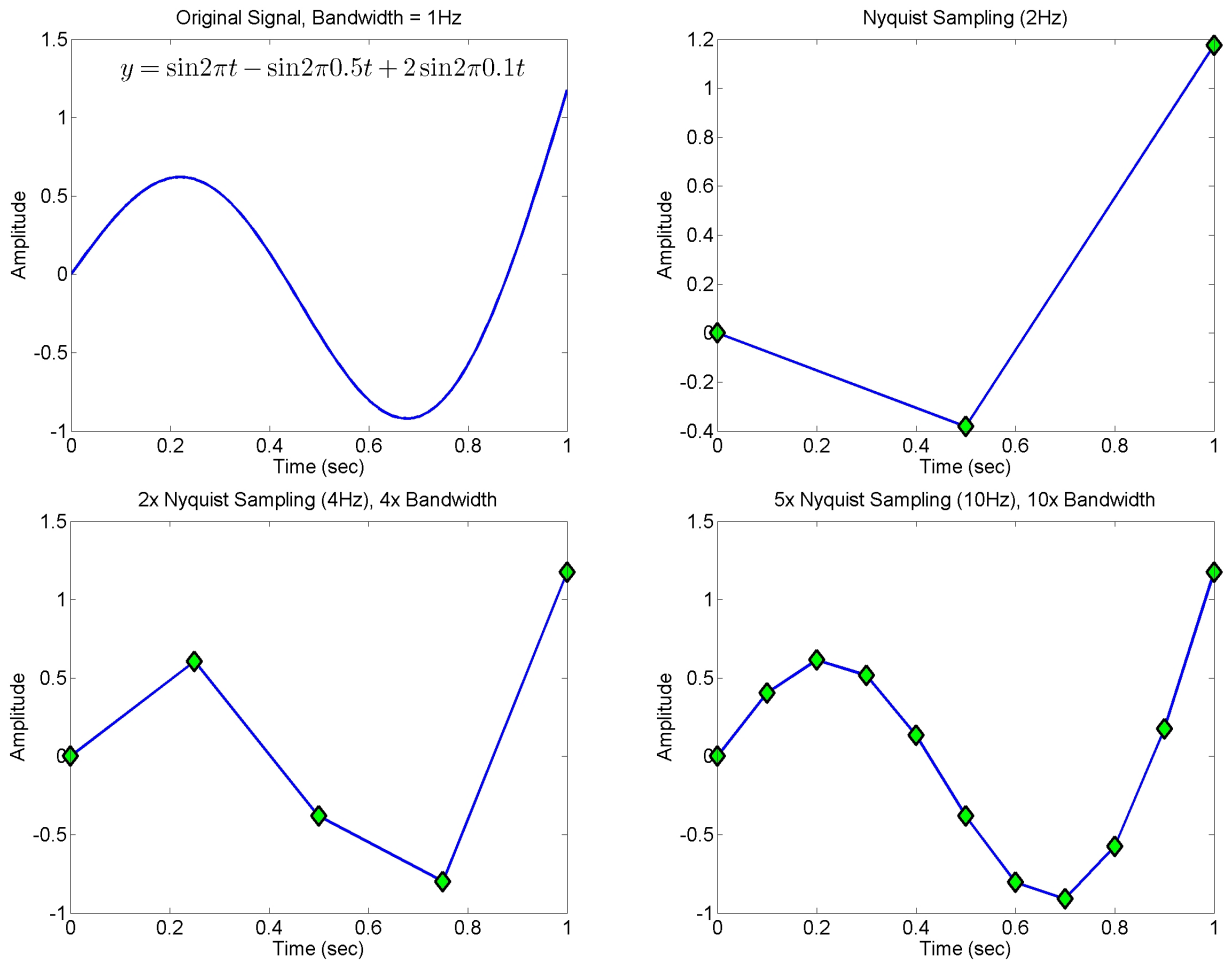 Original Signal, Bandwidth = 1Hz
y = sin2πt − sin2π0.5t + 2 sin2π0.1t
1.5
1
0.5
0
-0.5
-1
Amplitude
0 0.2 0.4 0.6 0.8 1
Time (sec)
Nyquist Sampling (2Hz)
1.2
1
0.8
0.6
0.4
0.2
0
-0.2
-0.4
Amplitude
0 0.2 0.4 0.6 0.8 1
Time (sec)
2x Nyquist Sampling (4Hz), 4x Bandwidth
1.5
1
0.5
0
-0.5
-1
Amplitude
0 0.2 0.4 0.6 0.8 1
Time (sec)
5x Nyquist Sampling (10Hz), 10x Bandwidth
1.5
1
0.5
0
-0.5
-1
Amplitude
0 0.2 0.4 0.6 0.8 1
Time (sec)